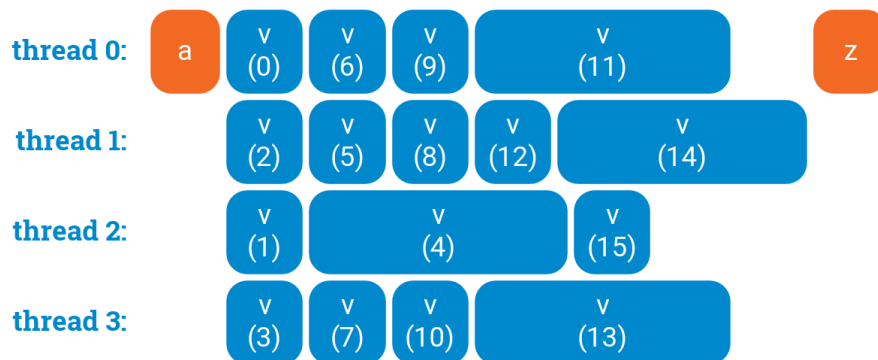 thread 0:
a
v
(0)
v
(6)
v
(9)
v
(11)
z
thread 1:
v
(2)
v
(5)
v
(8)
v
(12)
v
(14)
thread 2:
v
(1)
v
(4)
v
(15)
thread 3:
v
(3)
v
(7)
v
(10)
v
(13)